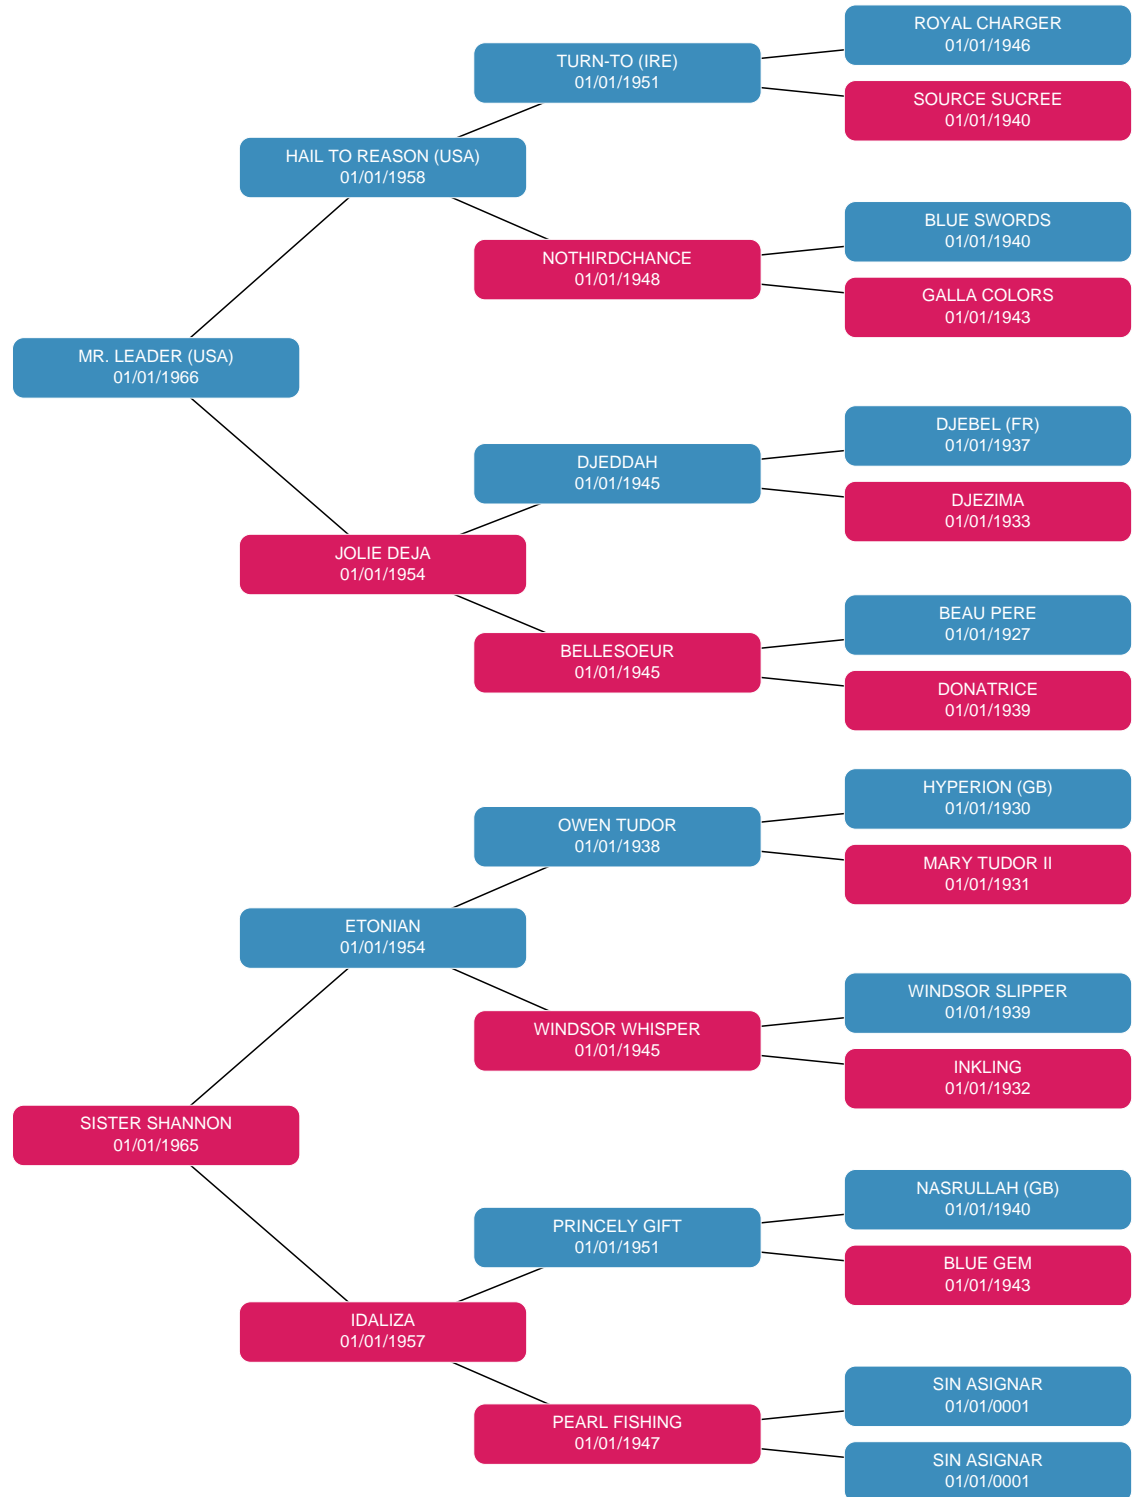 ROYAL CHARGER
01/01/1946
TURN-TO (IRE)
01/01/1951
SOURCE SUCREE
01/01/1940
HAIL TO REASON (USA)
01/01/1958
BLUE SWORDS
01/01/1940
NOTHIRDCHANCE
01/01/1948
GALLA COLORS
01/01/1943
MR. LEADER (USA)
01/01/1966
DJEBEL (FR)
01/01/1937
DJEDDAH
01/01/1945
DJEZIMA
01/01/1933
JOLIE DEJA
01/01/1954
BEAU PERE
01/01/1927
BELLESOEUR
01/01/1945
DONATRICE
01/01/1939
HYPERION (GB)
01/01/1930
OWEN TUDOR
01/01/1938
MARY TUDOR II
01/01/1931
ETONIAN
01/01/1954
WINDSOR SLIPPER
01/01/1939
WINDSOR WHISPER
01/01/1945
INKLING
01/01/1932
SISTER SHANNON
01/01/1965
NASRULLAH (GB)
01/01/1940
PRINCELY GIFT
01/01/1951
BLUE GEM
01/01/1943
IDALIZA
01/01/1957
SIN ASIGNAR
01/01/0001
PEARL FISHING
01/01/1947
SIN ASIGNAR
01/01/0001